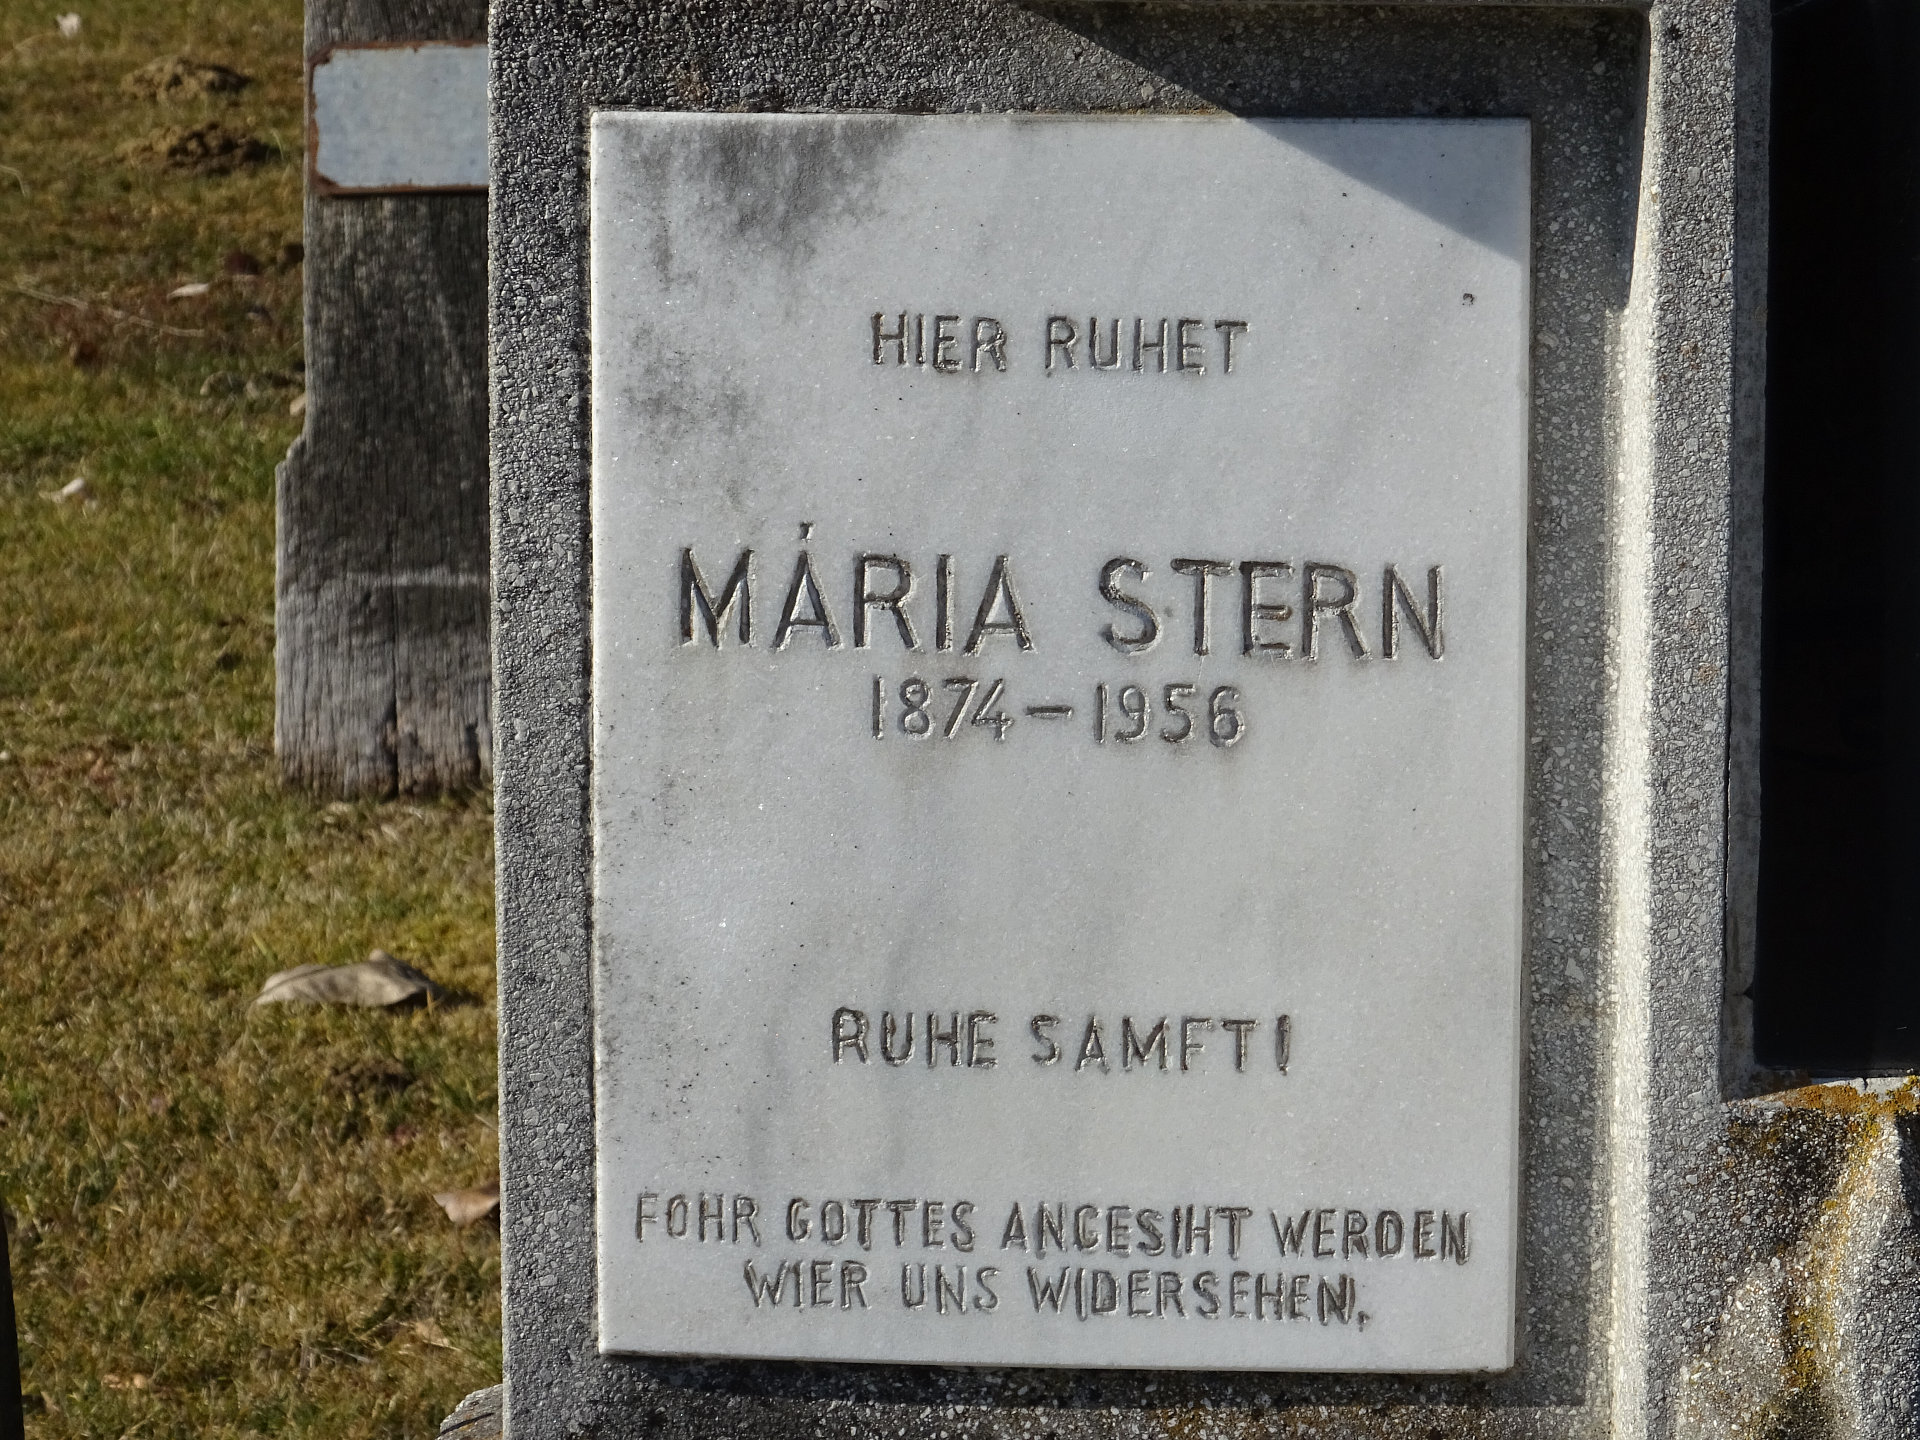 HIER RUHET
MÁRIA STERN
1874-1956
RUHE SAMFT!
FOHR GOTTES ANGESIHT WERDEN
WIER UNS WIDERSEHEN.